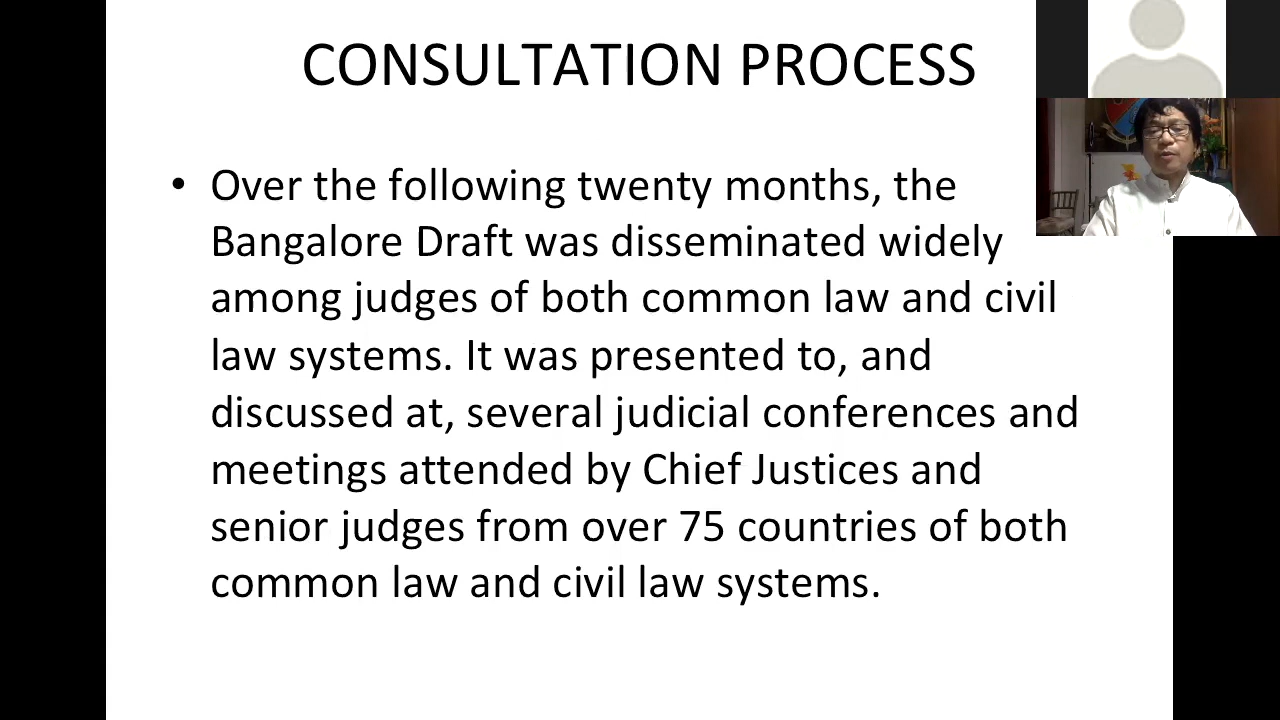 CONSULTATION PROCESS
• Over the following twenty months, the
Bangalore Draft was disseminated widely
among judges of both common law and civil
law systems. It was presented to, and
discussed at, several judicial conferences and
meetings attended by Chief Justices and
senior judges from over 75 countries of both
common law and civil law systems.